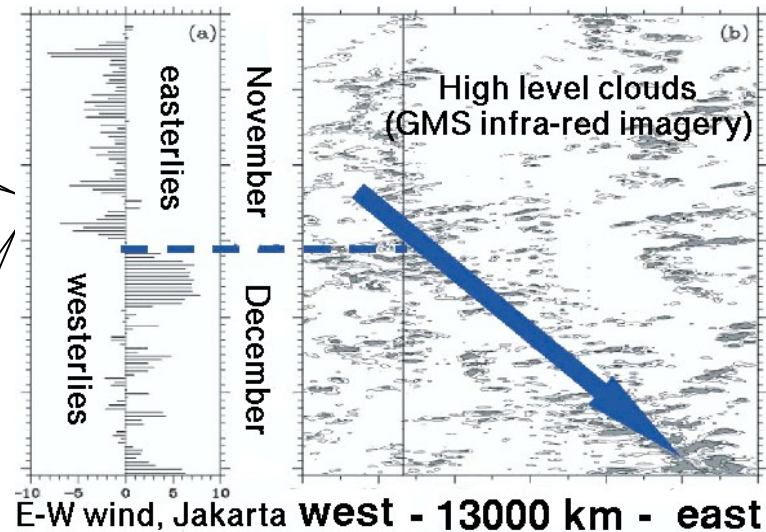 (a)
easterlies
westerlies
November
December
(b)
High level clouds
(GMS infra-red imagery)
-10 -5 0 5 10
E-W wind, Jakarta
west - 13000 km - east